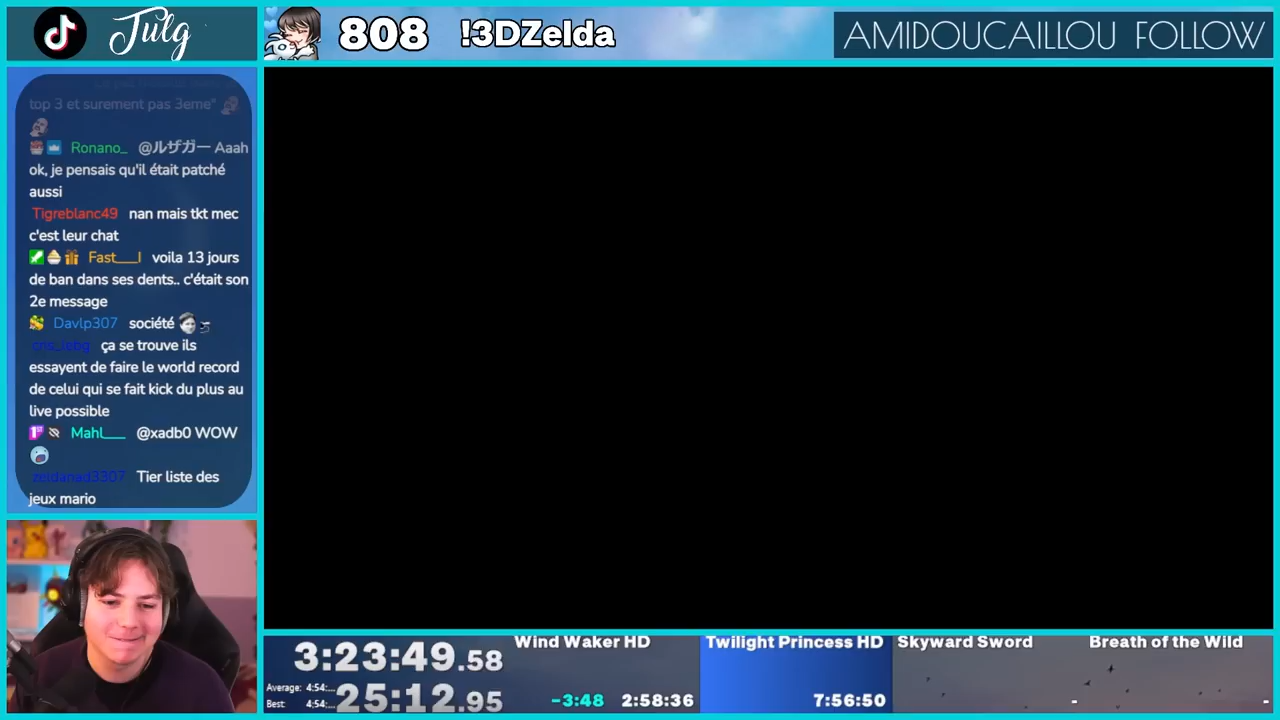 Julg
808
!3DZelda
AMIDOUCAILLOU FOLLOW
top 3 et surement pas 3eme"
Ronano_ @ルザガー Aaah
ok, je pensais qu'il était patché
aussi
Tigreblanc49 nan mais tkt mec
c'est leur chat
Fast___I voila 13 jours
de ban dans ses dents.. c'était son
2e message
Davlp307 société
ça se trouve ils
essayent de faire le world record
de celui qui se fait kick du plus au
live possible
Mahl___ @xadb0 WOW
zeldanad3307 Tier liste des
jeux mario
3:23:49.58
Average: 4:54:...
Best: 4:54:...
25:12.95
Wind Waker HD
-3:48 2:58:36
Twilight Princess HD
7:56:50
Skyward Sword
-
Breath of the Wild
-